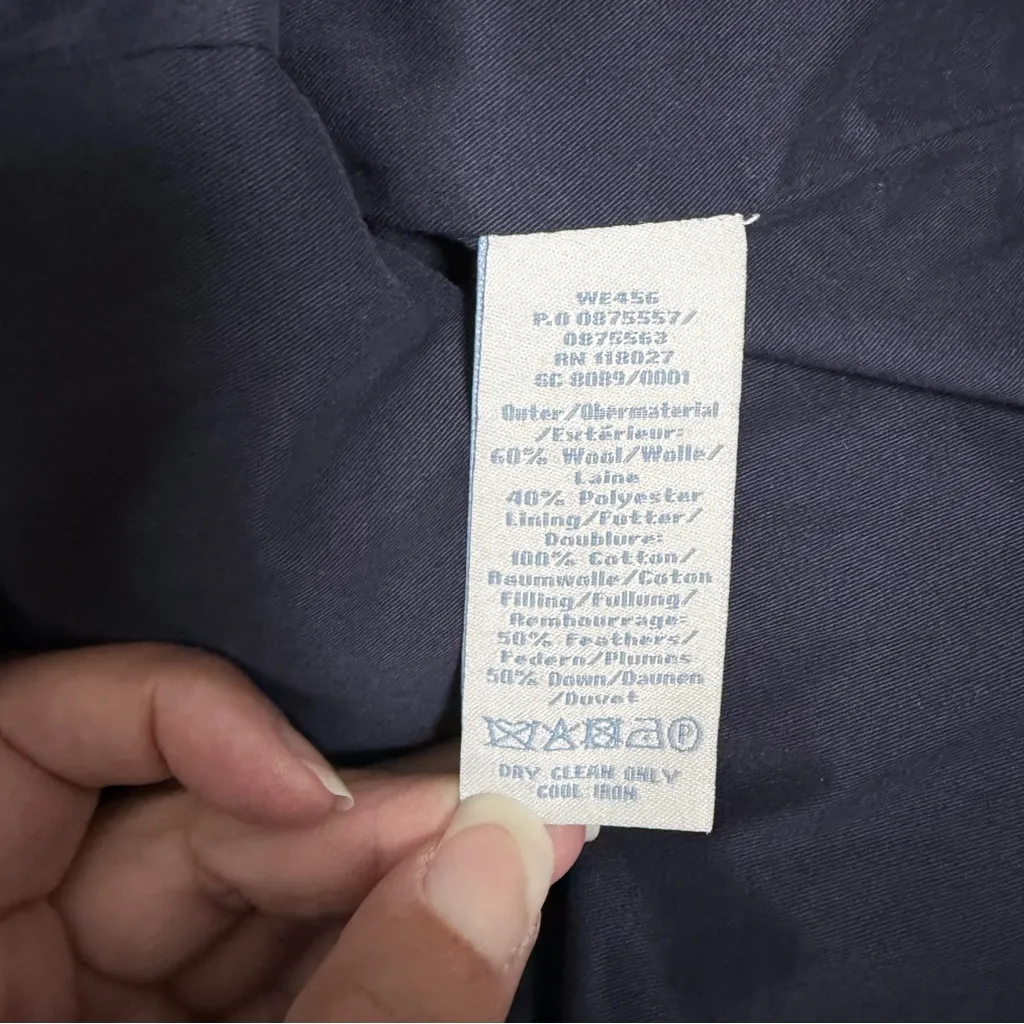 WE456
P.O 0875557/
0875563
RN 118027
SC 8089/0001
Outer/Obermaterial
/Extérieur:
60% Wool/Wolle/
Laine
40% Polyester
Lining/Futter/
Doublure:
100% Cotton/
Baumwolle/Coton
Filling/Fullung/
Rembourrage:
50% Feathers/
Federn/Plumes
50% Down/Daunen
/Duvet
P
DRY CLEAN ONLY
COOL IRON